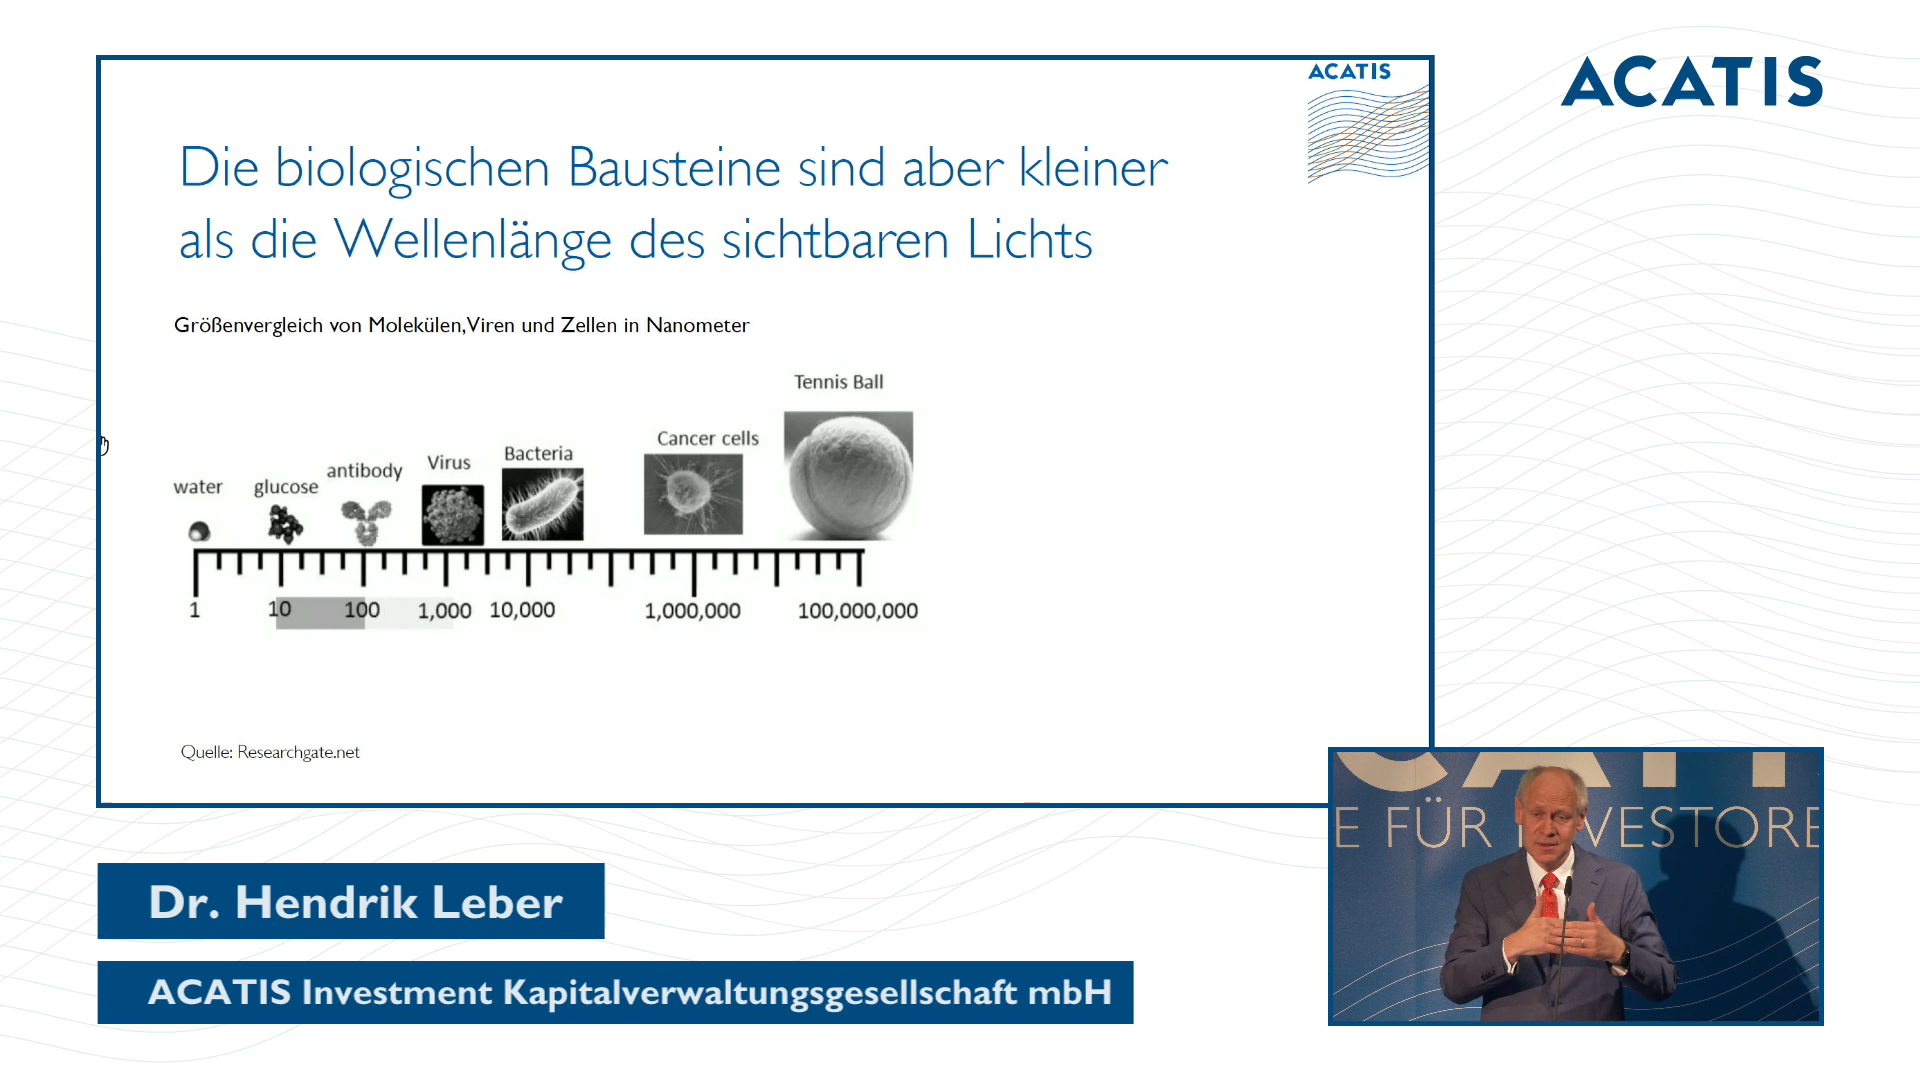 ACATIS
ACATIS
Die biologischen Bausteine sind aber kleiner
als die Wellenlänge des sichtbaren Lichts
Größenvergleich von Molekülen, Viren und Zellen in Nanometer
Tennis Ball
Cancer cells
Bacteria
Virus
antibody
glucose
water
1 10 100 1,000 10,000 1,000,000 100,000,000
Quelle: Researchgate.net
CATI
E FÜR INVESTORE
Dr. Hendrik Leber
ACATIS Investment Kapitalverwaltungsgesellschaft mbH